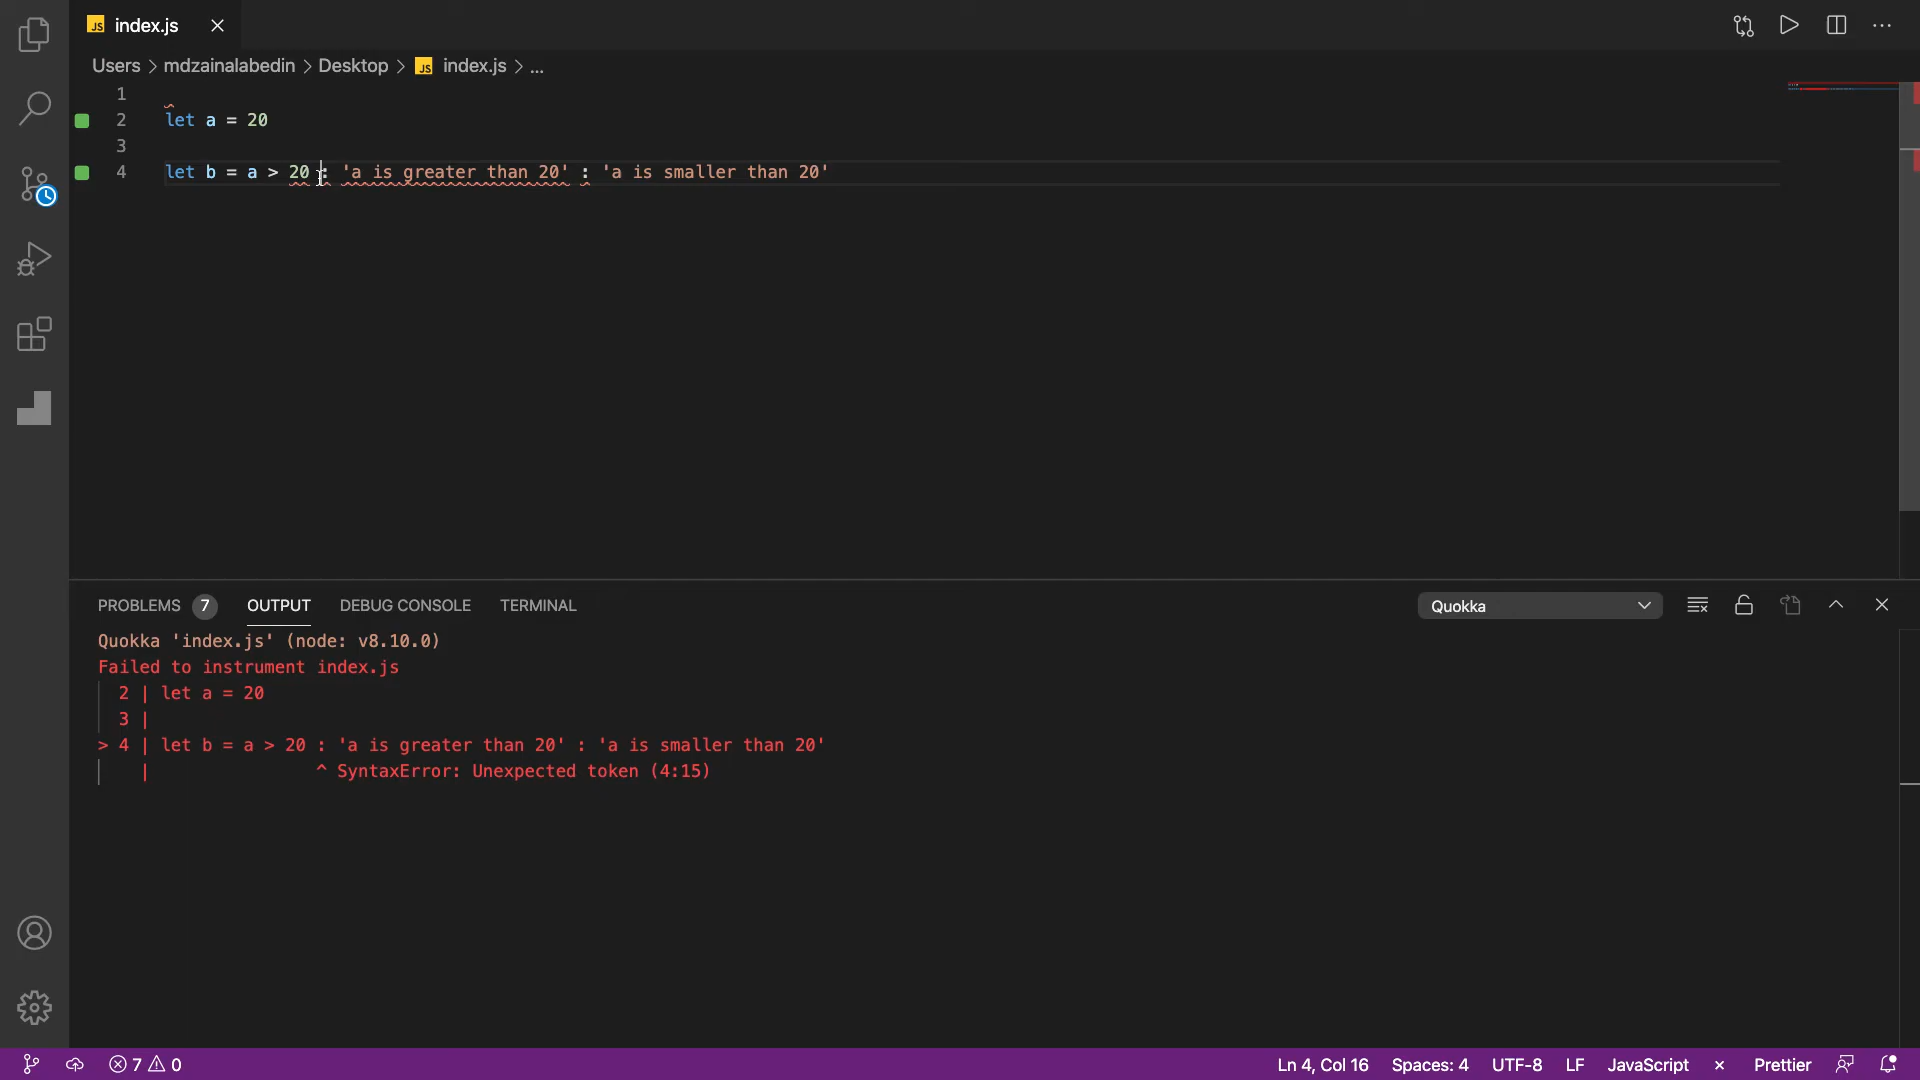 JS index.js
Users > mdzainalabedin > Desktop > JS index.js > ...
1
2 let a = 20
3
4 let b = a > 20 : 'a is greater than 20' : 'a is smaller than 20'
PROBLEMS 7 OUTPUT DEBUG CONSOLE TERMINAL Quokka
Quokka 'index.js' (node: v8.10.0)
Failed to instrument index.js
2 | let a = 20
3 |
> 4 | let b = a > 20 : 'a is greater than 20' : 'a is smaller than 20'
| ^ SyntaxError: Unexpected token (4:15)
7 0 Ln 4, Col 16 Spaces: 4 UTF-8 LF JavaScript × Prettier